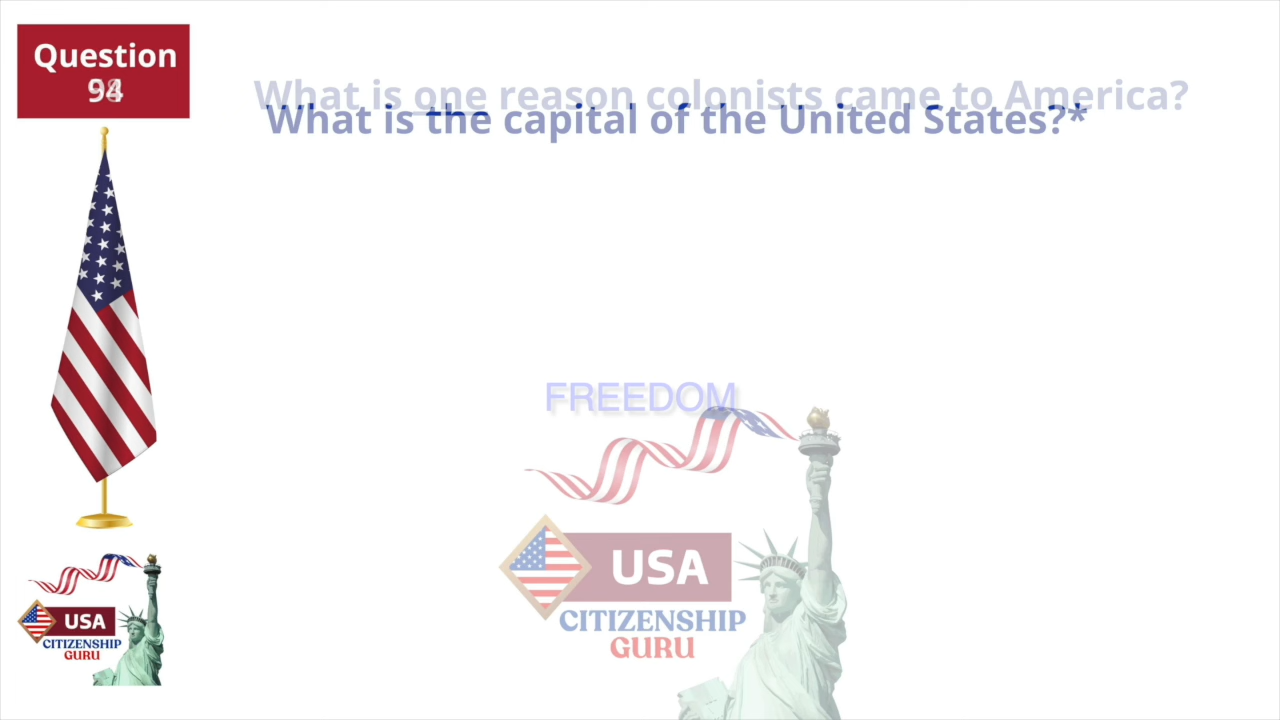 Question
94
What is one reason colonists came to America?
What is the capital of the United States?*
FREEDOM
USA
CITIZENSHIP
GURU
USA
CITIZENSHIP
GURU